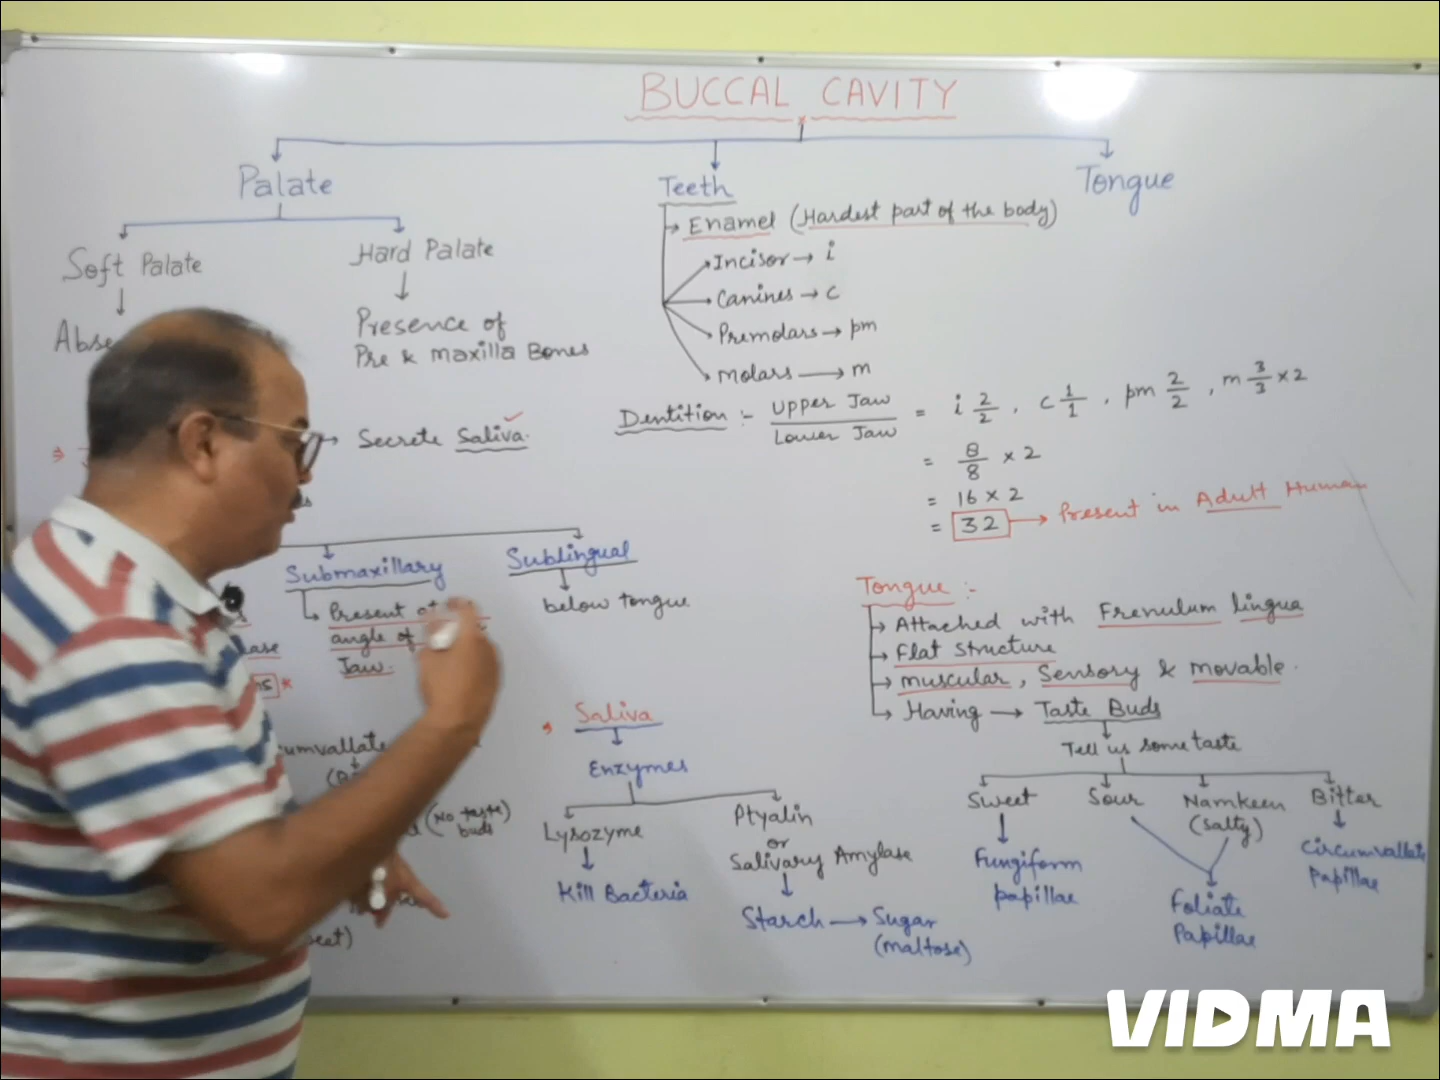 BUCCAL CAVITY
Palate
Teeth
Tongue
Soft Palate
Hard Palate
Enamel (Hardest part of the body)
Incisor → i
Canines → c
Premolars → pm
Molars → m
Presence of
Pre & maxilla Bones
Dentition :- Upper Jaw / Lower Jaw = i 2/2 , c 1/1 , pm 2/2 , m 3/3 × 2
= 8/8 × 2
= 16 × 2
= 32 → Present in Adult Human
→ Secrete Saliva.
Submaxillary
Sublingual
Present at
angle of
Jaw.
below tongue
Tongue :-
→ Attached with Frenulum lingua
→ Flat structure
→ muscular, Sensory & movable.
→ Having → Taste Buds
Tell us some taste
Sweet
Sour
Namkeen
(salty)
Bitter
Fungiform
papillae
Foliate
Papillae
Circumvallate
papillae
Saliva
Enzymes
Lysozyme
Kill Bacteria
Ptyalin
or
Salivary Amylase
Starch → Sugar
(maltose)
(No taste
buds)
VIDMA